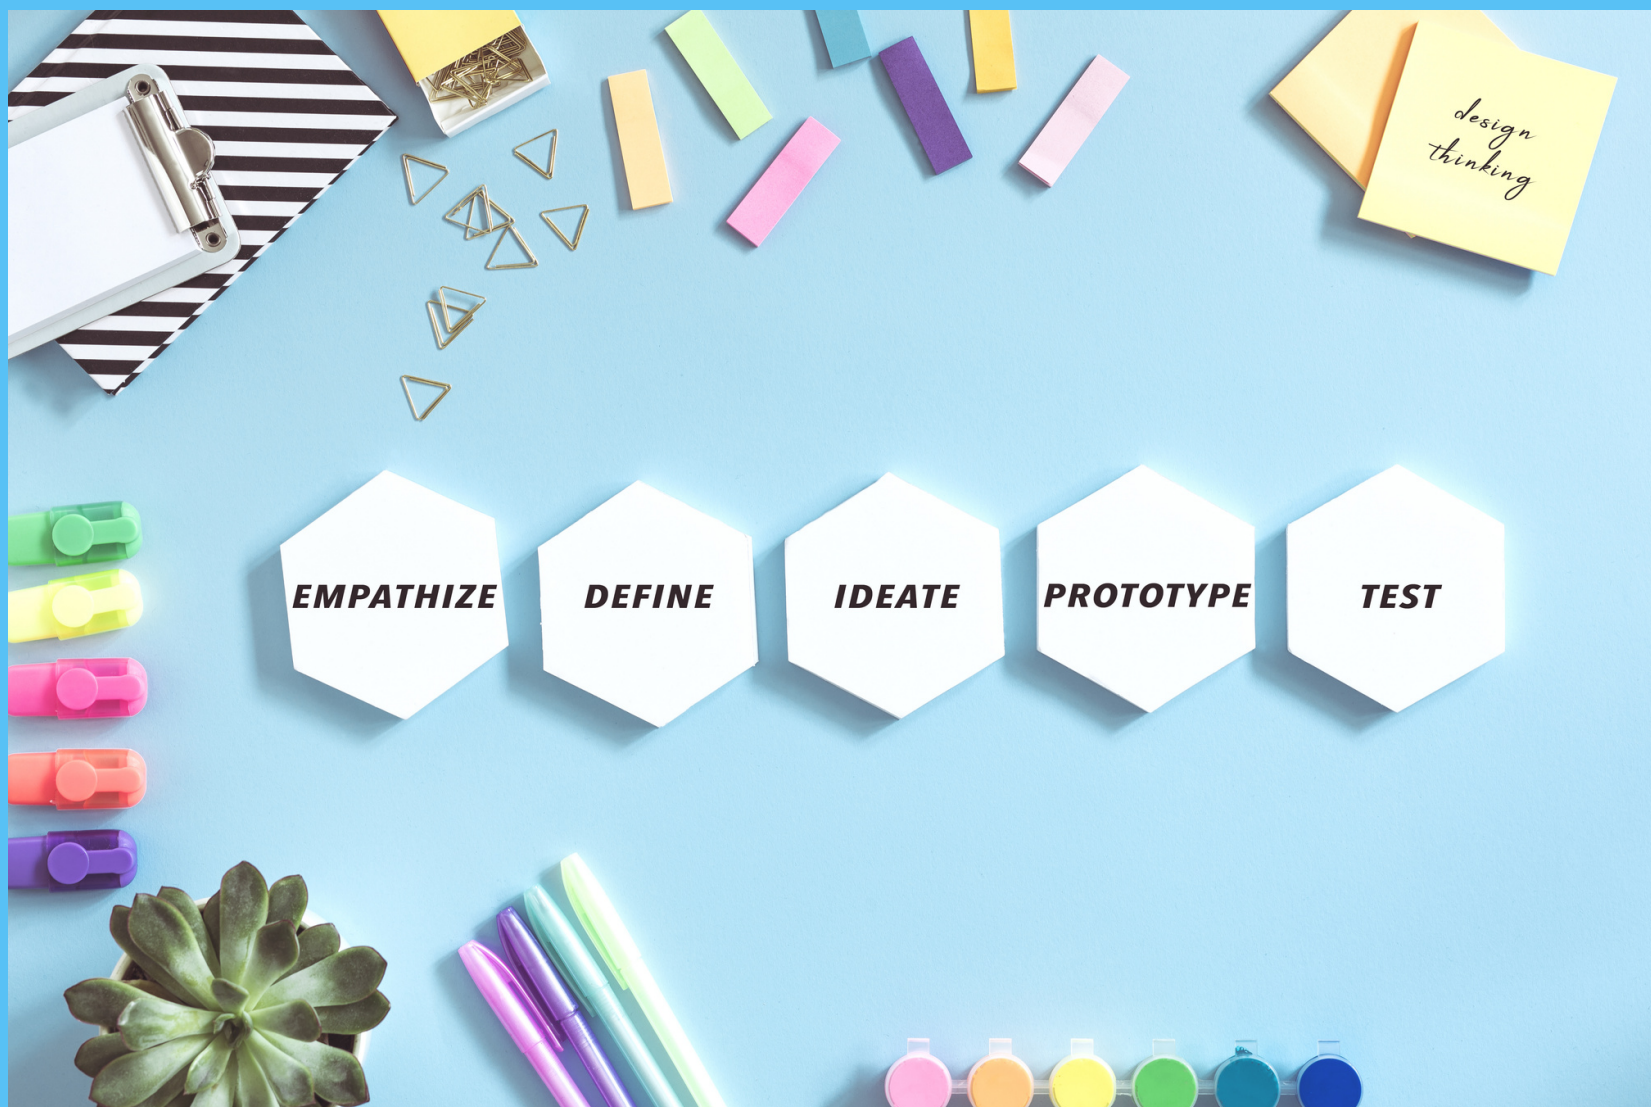 design
thinking
EMPATHIZE
DEFINE
IDEATE
PROTOTYPE
TEST